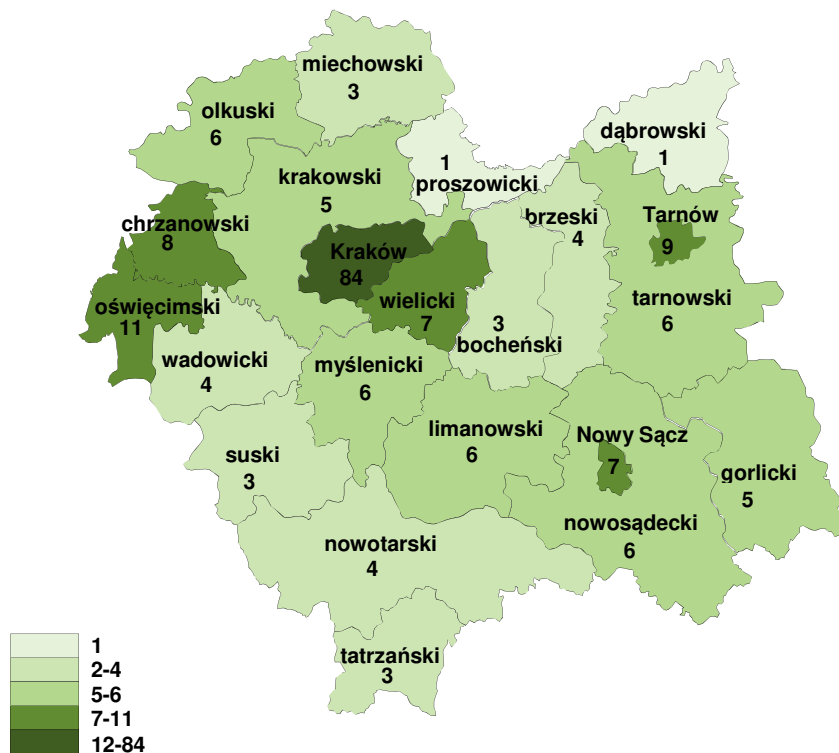 miechowski
3
olkuski
6
dąbrowski
1
1
proszowicki
krakowski
5
chrzanowski
8
brzeski
4
Tarnów
9
Kraków
84
wielicki
7
oświęcimski
11
tarnowski
6
3
bocheński
wadowicki
4
myślenicki
6
limanowski
6
Nowy Sącz
7
suski
3
gorlicki
5
nowosądecki
6
nowotarski
4
tatrzański
3
1
2-4
5-6
7-11
12-84